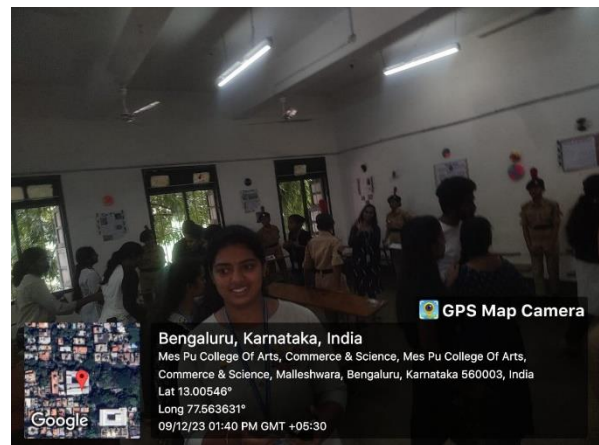 GPS Map Camera
Bengaluru, Karnataka, India
Mes Pu College Of Arts, Commerce & Science, Mes Pu College Of Arts,
Commerce & Science, Malleshwara, Bengaluru, Karnataka 560003, India
Lat 13.00546°
Long 77.563631°
09/12/23 01:40 PM GMT +05:30
Google